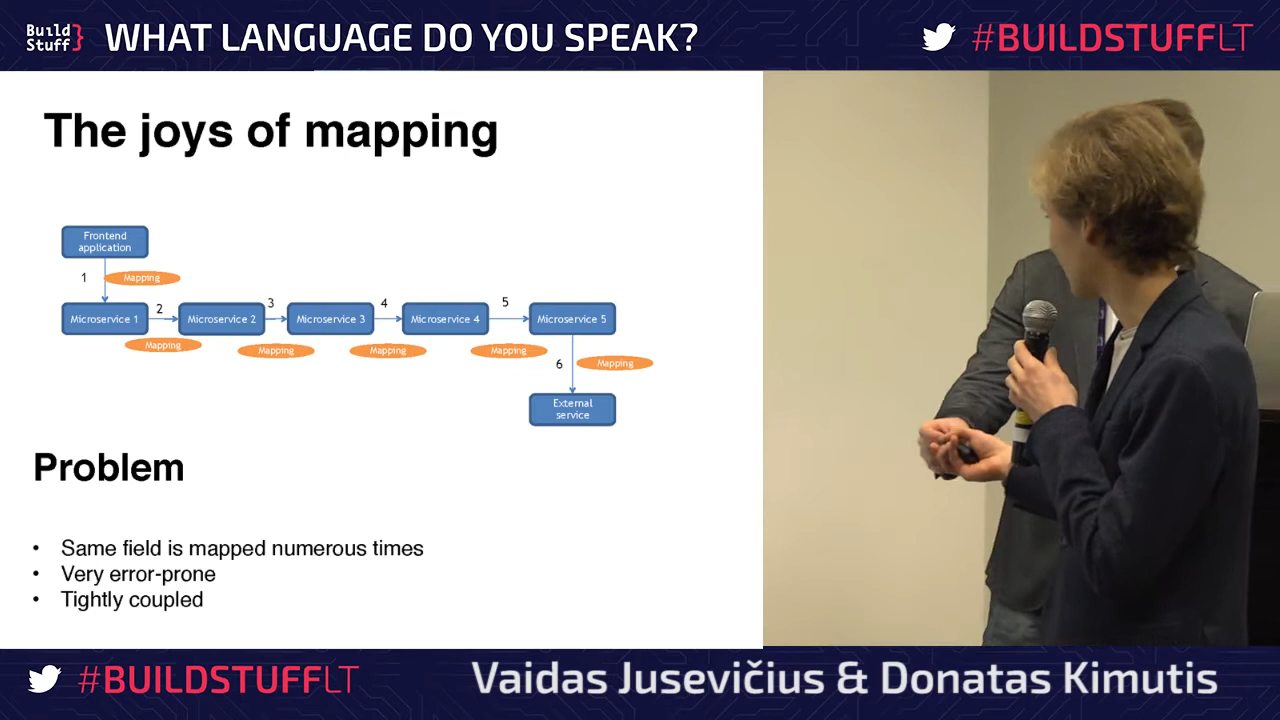 Build
Stuff}
WHAT LANGUAGE DO YOU SPEAK?
#BUILDSTUFFLT
The joys of mapping
Frontend
application
1
Mapping
Microservice 1
2
Microservice 2
3
Microservice 3
4
Microservice 4
5
Microservice 5
Mapping
Mapping
Mapping
Mapping
6
Mapping
External
service
Problem
• Same field is mapped numerous times
• Very error-prone
• Tightly coupled
#BUILDSTUFFLT
Vaidas Jusevičius & Donatas Kimutis